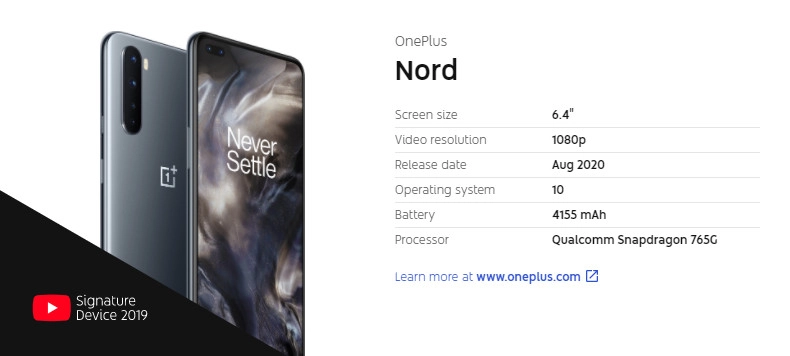 OnePlus
Nord
Screen size 6.4"
Video resolution 1080p
Release date Aug 2020
Operating system 10
Battery 4155 mAh
Processor Qualcomm Snapdragon 765G
Learn more at www.oneplus.com
Never
Settle
1+
Signature
Device 2019